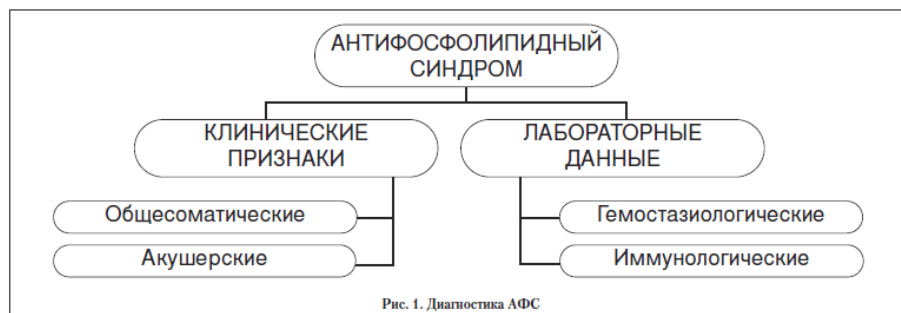 АНТИФОСФОЛИПИДНЫЙ
СИНДРОМ
КЛИНИЧЕСКИЕ
ПРИЗНАКИ
ЛАБОРАТОРНЫЕ
ДАННЫЕ
Общесоматические
Гемостазиологические
Акушерские
Иммунологические
Рис. 1. Диагностика АФС